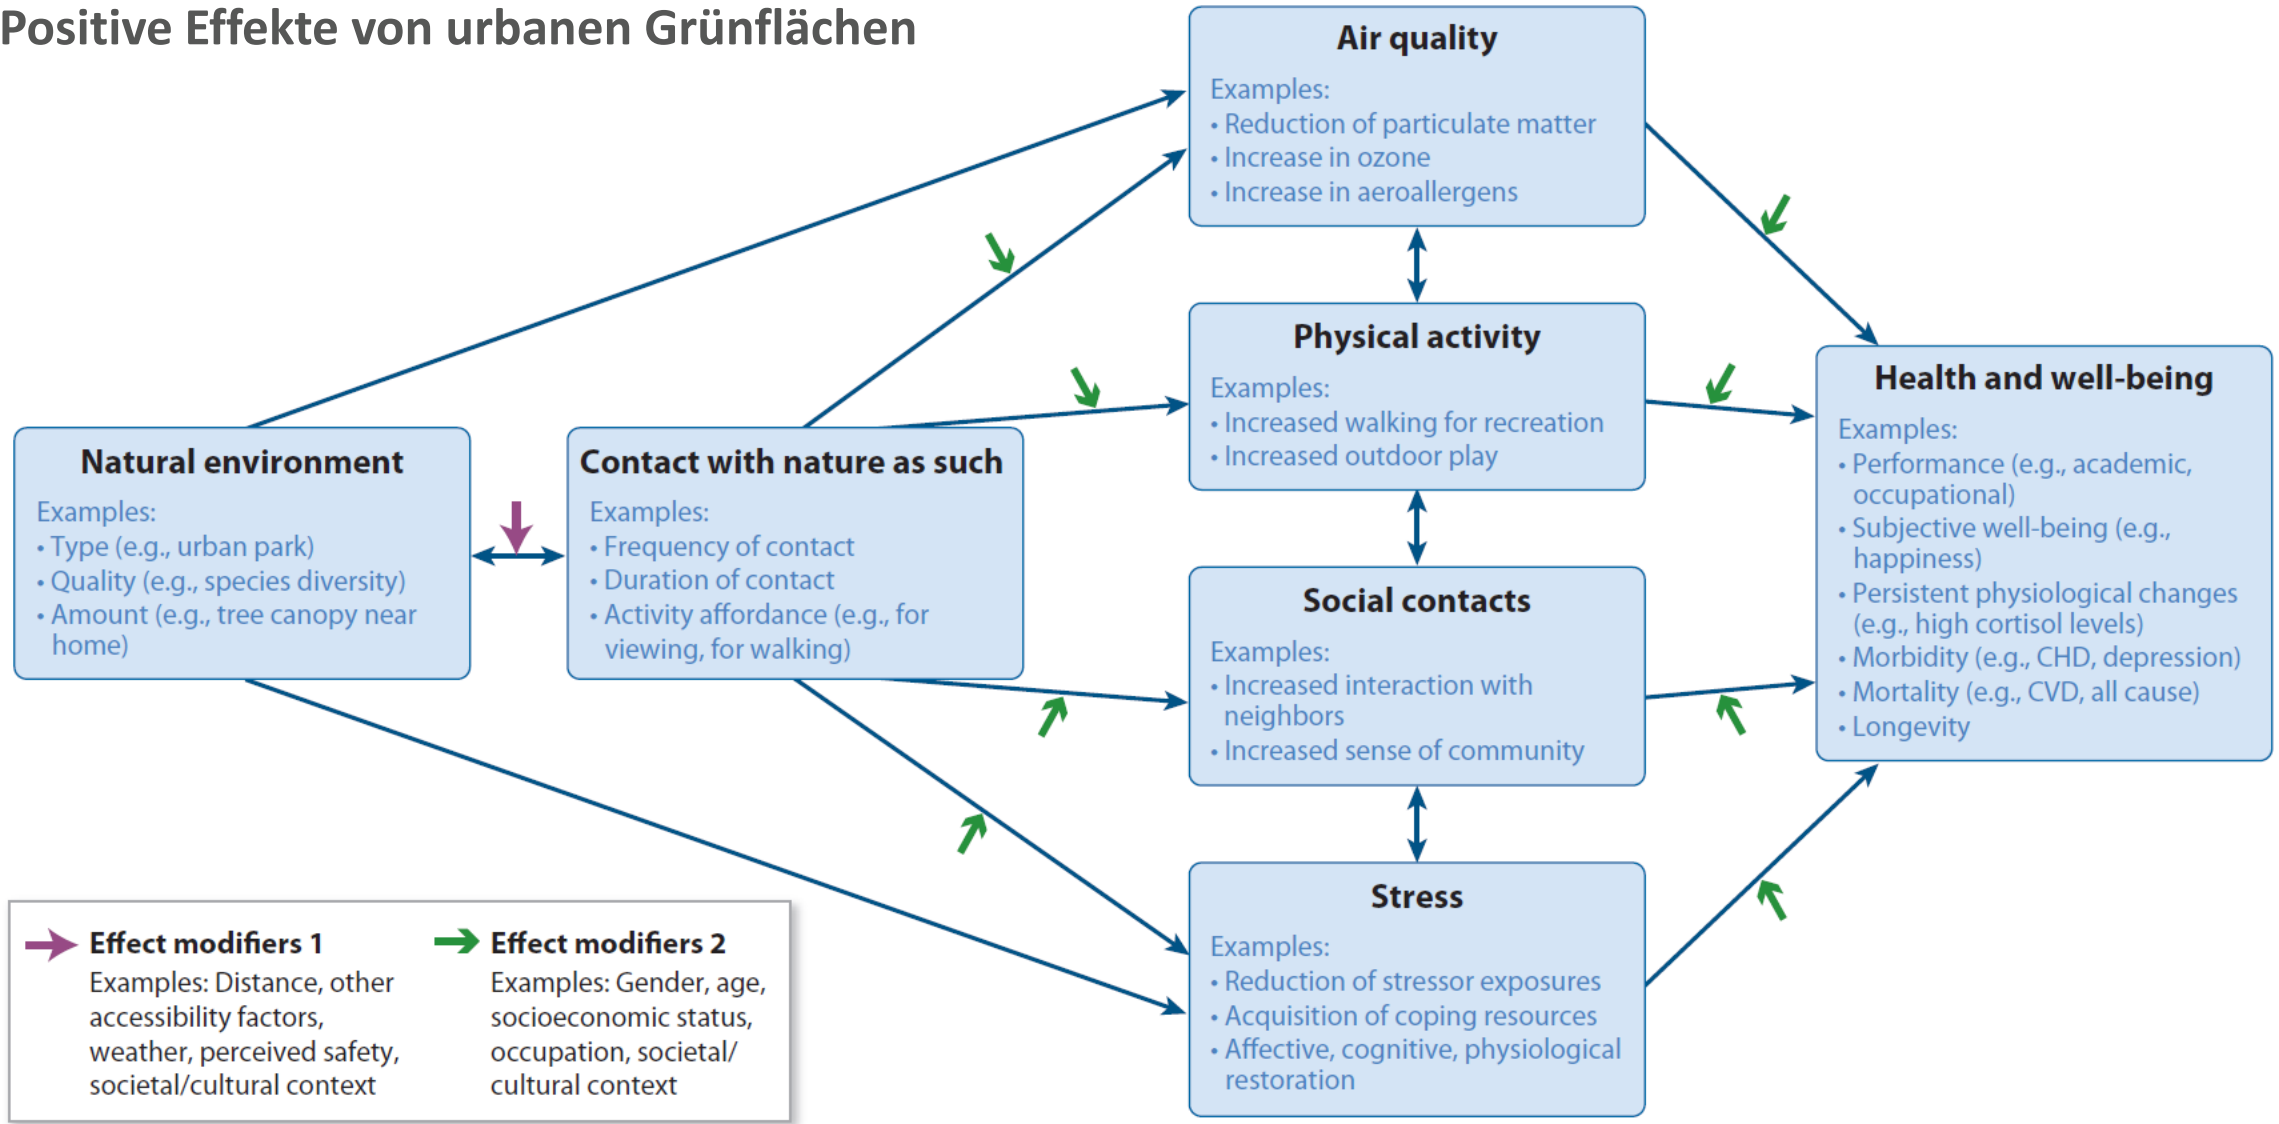 Positive Effekte von urbanen Grünflächen
Air quality
Examples:
• Reduction of particulate matter
• Increase in ozone
• Increase in aeroallergens
Physical activity
Examples:
• Increased walking for recreation
• Increased outdoor play
Health and well-being
Examples:
• Performance (e.g., academic,
occupational)
• Subjective well-being (e.g.,
happiness)
• Persistent physiological changes
(e.g., high cortisol levels)
• Morbidity (e.g., CHD, depression)
• Mortality (e.g., CVD, all cause)
• Longevity
Natural environment
Examples:
• Type (e.g., urban park)
• Quality (e.g., species diversity)
• Amount (e.g., tree canopy near
home)
Contact with nature as such
Examples:
• Frequency of contact
• Duration of contact
• Activity affordance (e.g., for
viewing, for walking)
Social contacts
Examples:
• Increased interaction with
neighbors
• Increased sense of community
Stress
Examples:
• Reduction of stressor exposures
• Acquisition of coping resources
• Affective, cognitive, physiological
restoration
Effect modifiers 1
Examples: Distance, other
accessibility factors,
weather, perceived safety,
societal/cultural context
Effect modifiers 2
Examples: Gender, age,
socioeconomic status,
occupation, societal/
cultural context